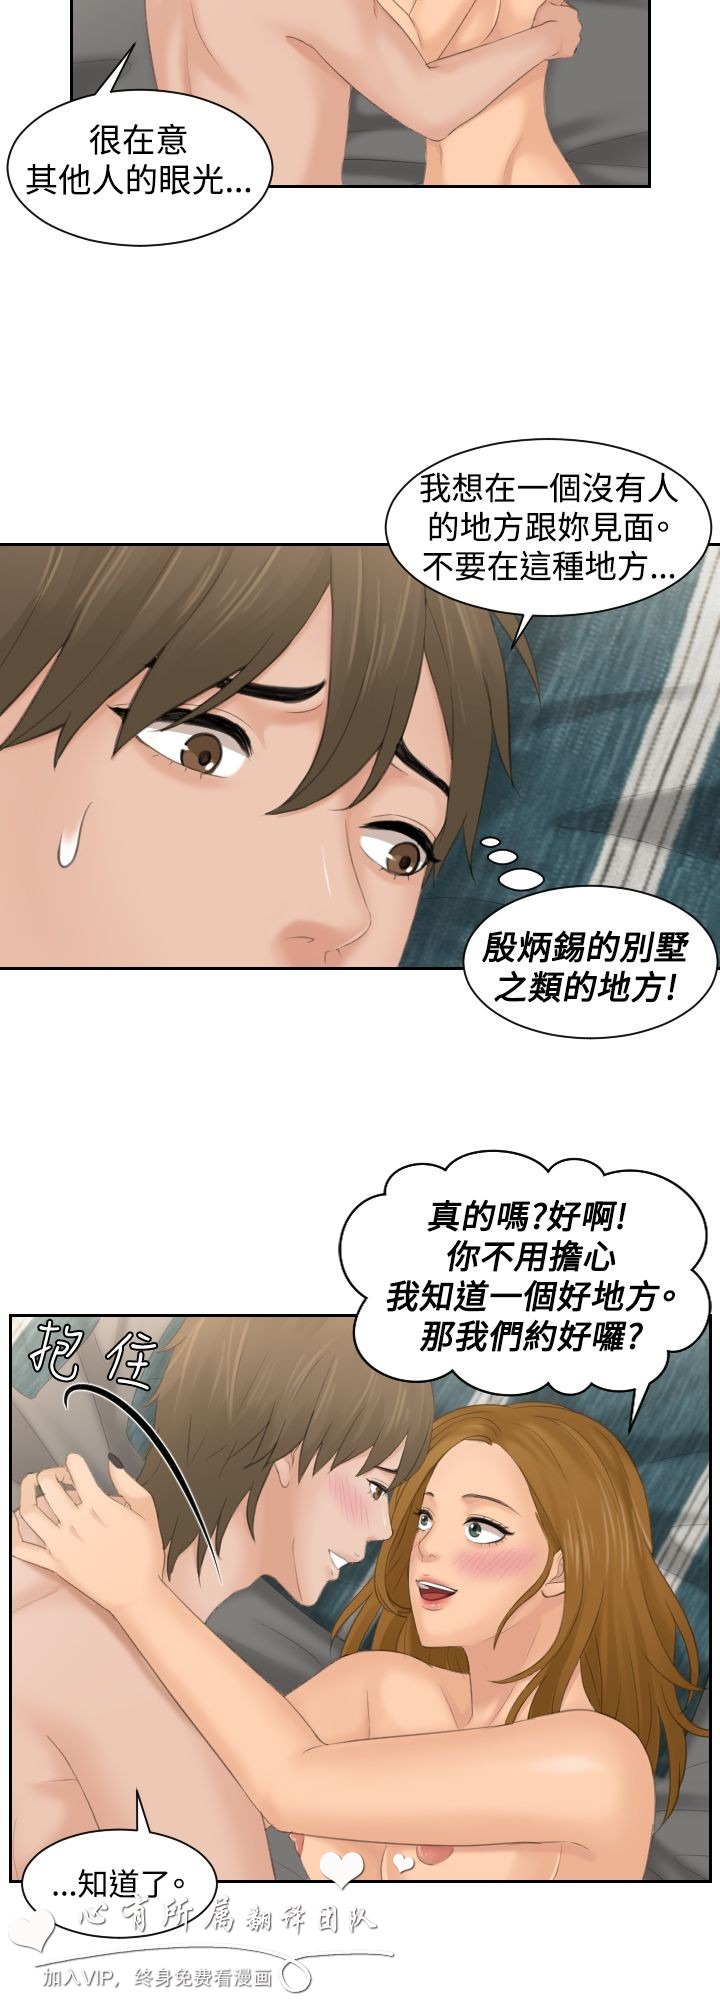 很在意
其他人的眼光...
我想在一個沒有人
的地方跟妳見面。
不要在這種地方...
殷炳錫的別墅
之類的地方!
真的嗎?好啊!
你不用擔心
我知道一個好地方。
那我們約好囉?
抱住
...知道了。
心有所属翻译团队
加入VIP，终身免费看漫画